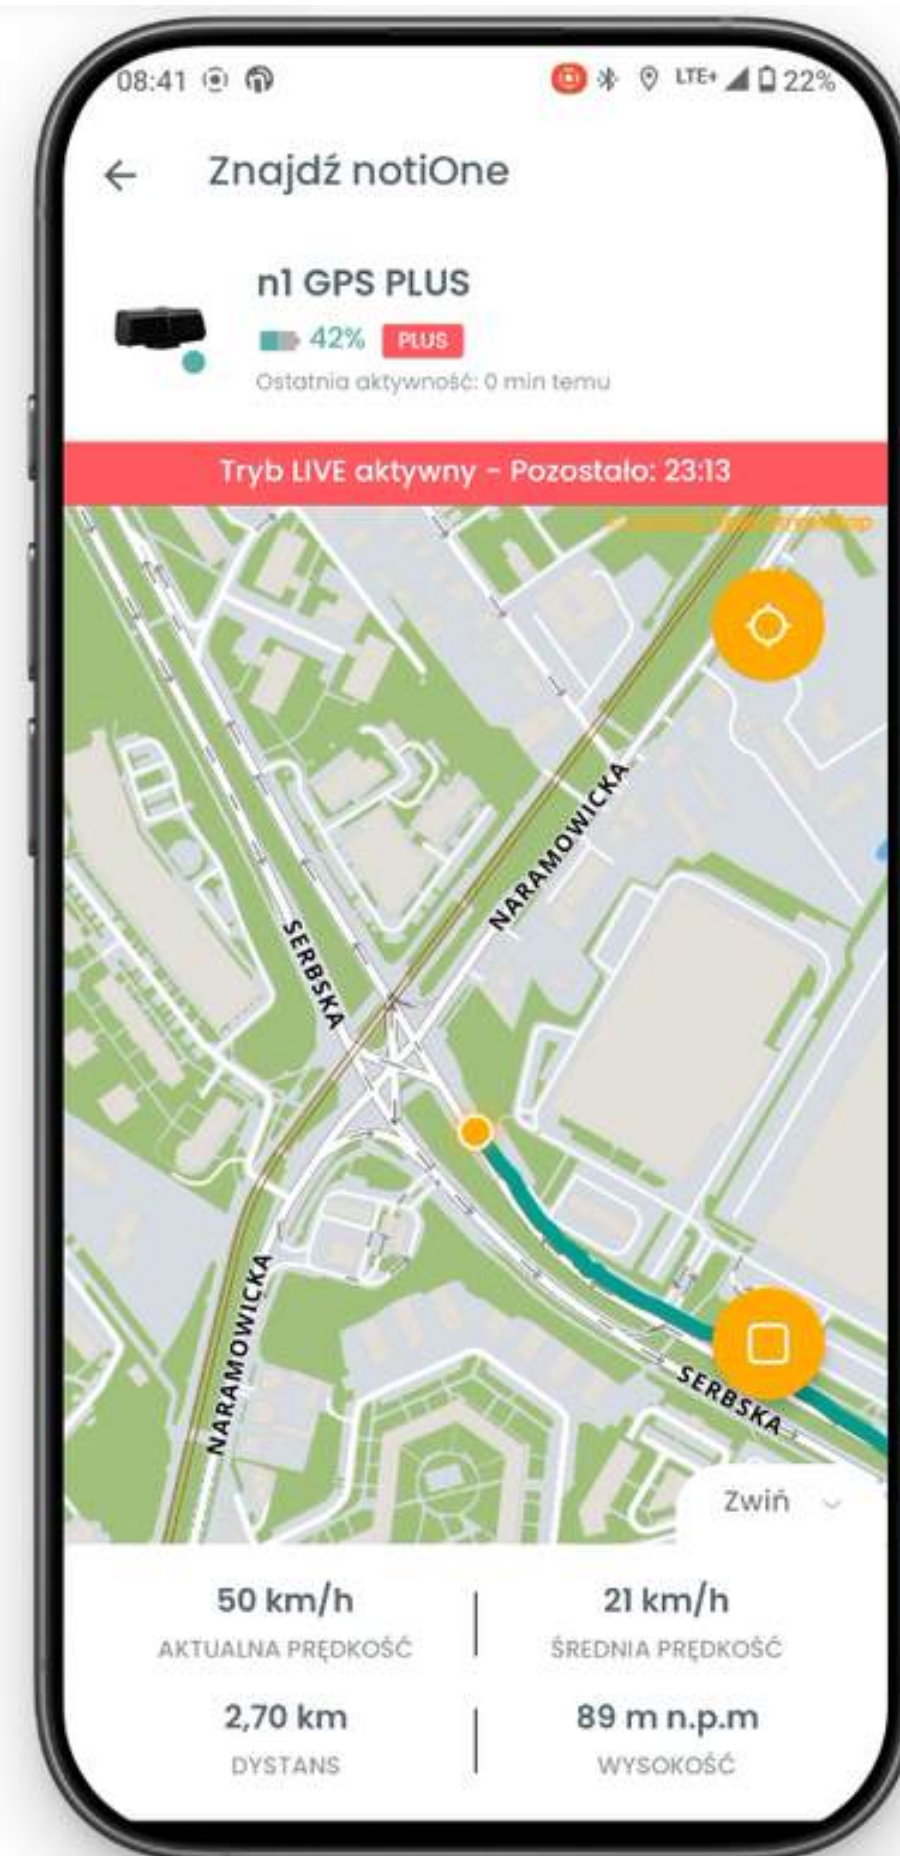 08:41 LTE+ 22%
Znajdź notiOne
n1 GPS PLUS
42% PLUS
Ostatnia aktywność: 0 min temu
Tryb LIVE aktywny - Pozostało: 23:13
NARAMOWICKA
SERBSKA
NARAMOWICKA
SERBSKA
Zwiń
50 km/h 21 km/h
AKTUALNA PRĘDKOŚĆ ŚREDNIA PRĘDKOŚĆ
2,70 km 89 m n.p.m
DYSTANS WYSOKOŚĆ